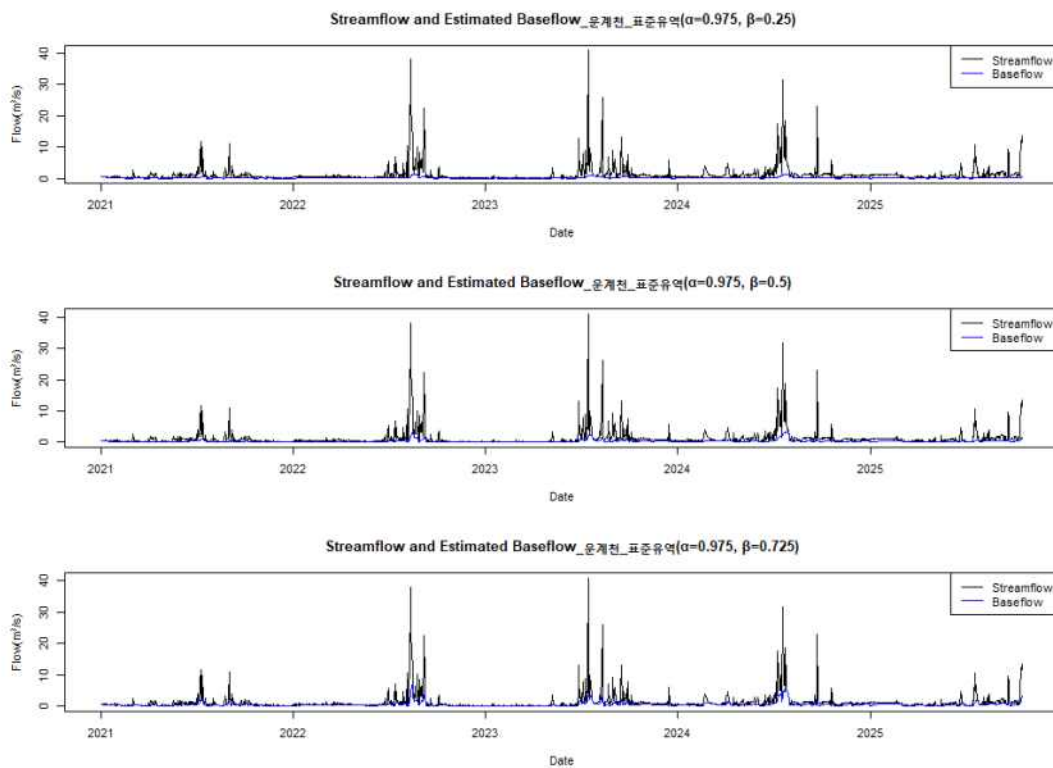 Streamflow and Estimated Baseflow_운계천_표준유역(α=0.975, β=0.25)
Flow(m³/s)
40
30
20
10
0
Streamflow
Baseflow
2021 2022 2023 2024 2025
Date
Streamflow and Estimated Baseflow_운계천_표준유역(α=0.975, β=0.5)
Flow(m³/s)
40
30
20
10
0
Streamflow
Baseflow
2021 2022 2023 2024 2025
Date
Streamflow and Estimated Baseflow_운계천_표준유역(α=0.975, β=0.725)
Flow(m³/s)
40
30
20
10
0
Streamflow
Baseflow
2021 2022 2023 2024 2025
Date